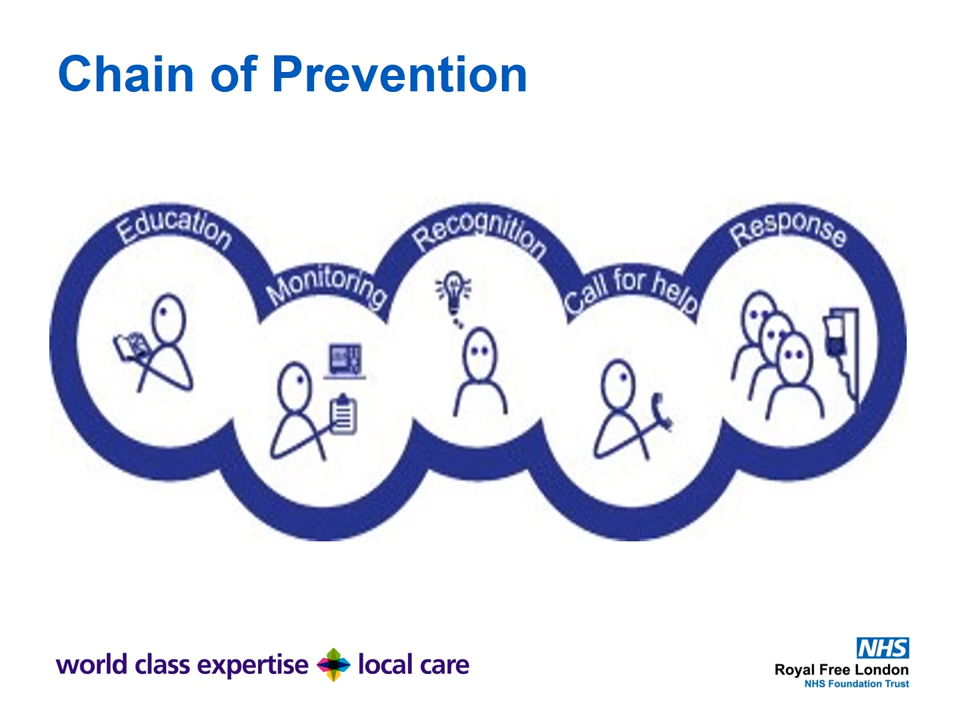 Chain of Prevention
Education
Monitoring
Recognition
Call for help
Response
world class expertise local care
NHS
Royal Free London
NHS Foundation Trust